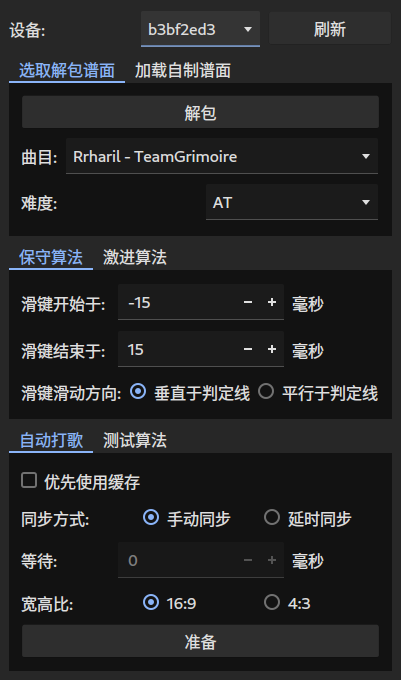 设备: b3bf2ed3 刷新
选取解包谱面 加载自制谱面
解包
曲目: Rrharil - TeamGrimoire
难度: AT
保守算法 激进算法
滑键开始于: -15 − + 毫秒
滑键结束于: 15 − + 毫秒
滑键滑动方向: 垂直于判定线 平行于判定线
自动打歌 测试算法
优先使用缓存
同步方式: 手动同步 延时同步
等待: 0 − + 毫秒
宽高比: 16:9 4:3
准备